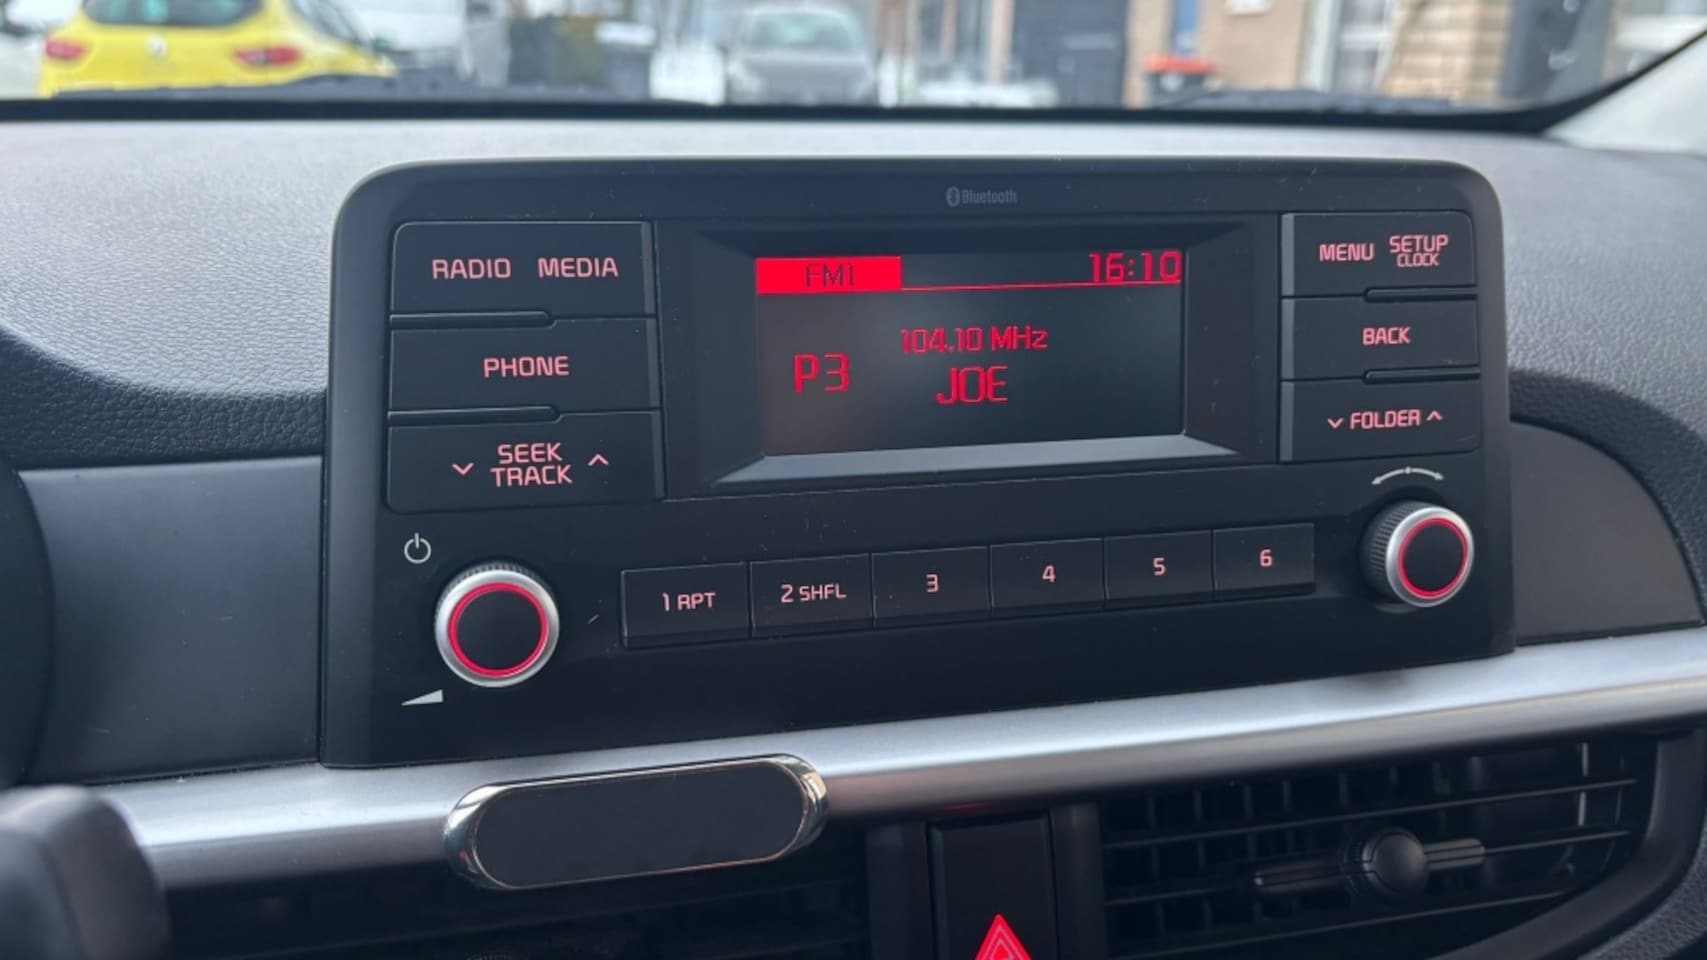 Bluetooth
RADIO MEDIA
PHONE
SEEK
TRACK
FM1 16:10
104.10 MHz
P3
JOE
MENU SETUP
CLOCK
BACK
FOLDER
1 RPT 2 SHFL 3 4 5 6